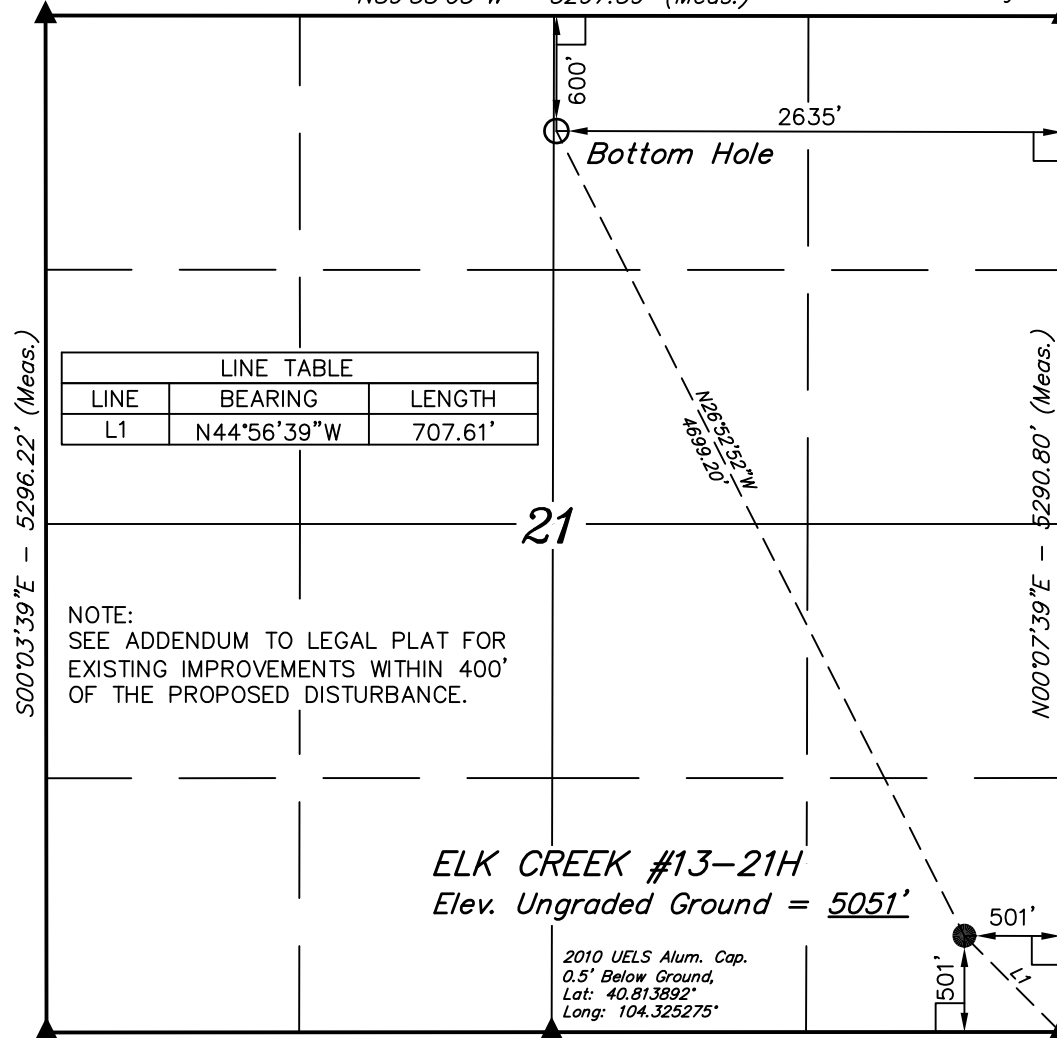 600'
2635'
Bottom Hole
S00°03'39"E - 5296.22' (Meas.)
LINE TABLE
LINE BEARING LENGTH
L1 N44°56'39"W 707.61'
N26°52'52"W
4699.20'
N00°07'39"E - 5290.80' (Meas.)
21
NOTE:
SEE ADDENDUM TO LEGAL PLAT FOR
EXISTING IMPROVEMENTS WITHIN 400'
OF THE PROPOSED DISTURBANCE.
ELK CREEK #13-21H
Elev. Ungraded Ground = 5051'
501'
2010 UELS Alum. Cap.
0.5' Below Ground,
Lat: 40.813892°
Long: 104.325275°
501'
L1